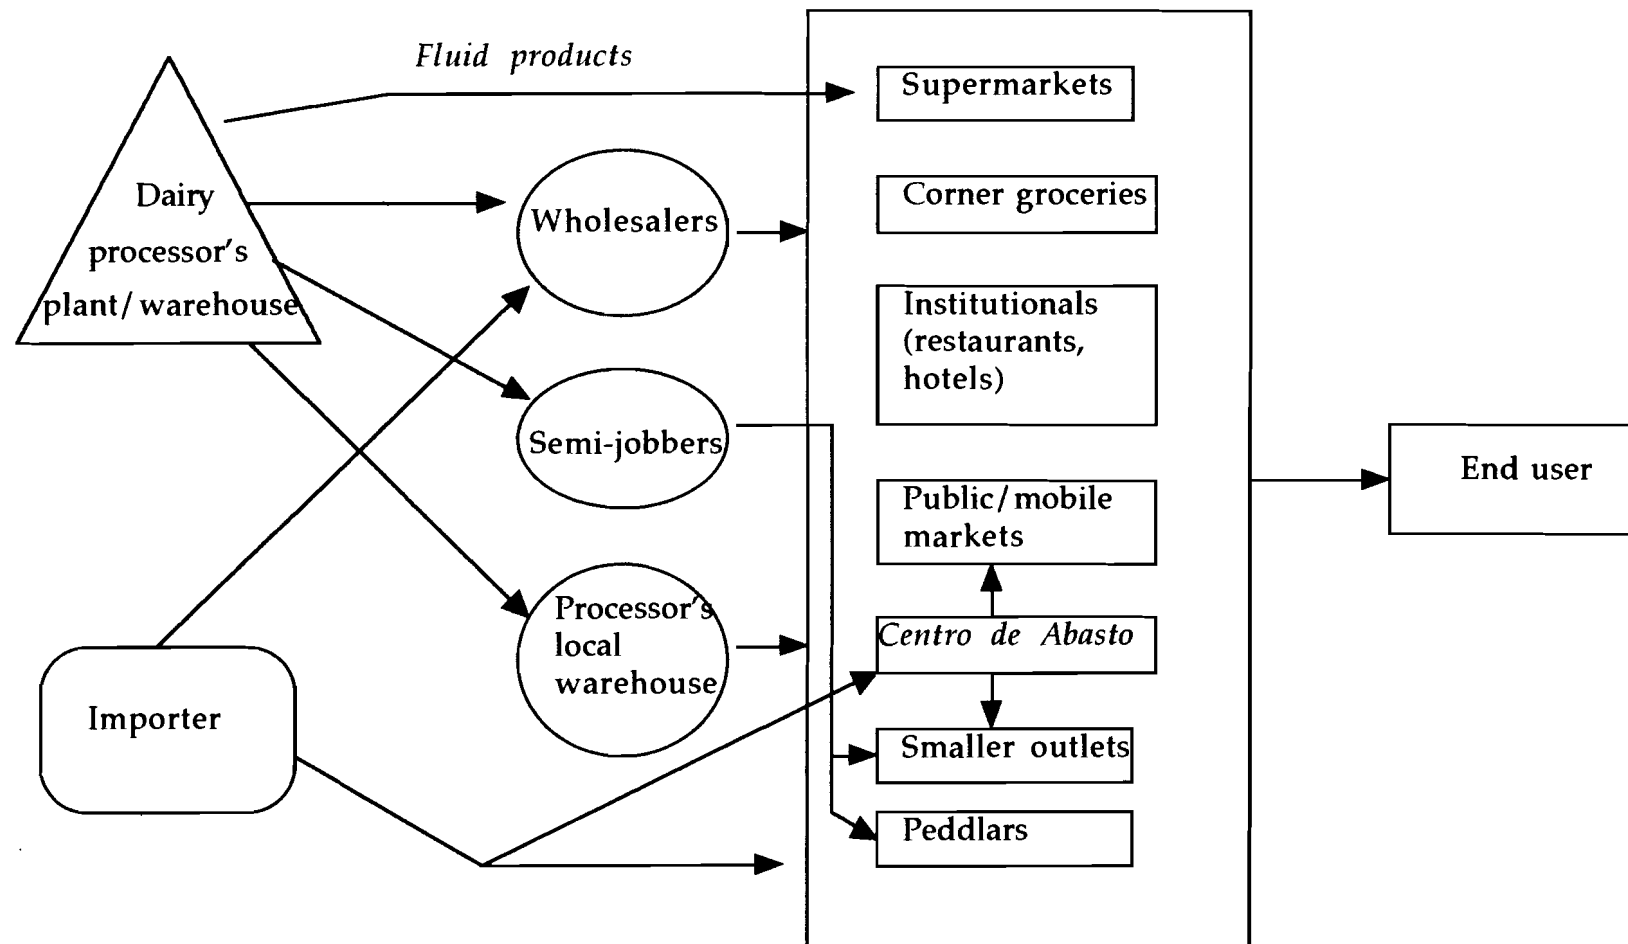 Fluid products
Supermarkets
Dairy
processor's
plant/warehouse
Wholesalers
Corner groceries
Institutionals
(restaurants,
hotels)
Semi-jobbers
End user
Public/mobile
markets
Processor's
local
warehouse
Centro de Abasto
Importer
Smaller outlets
Peddlars